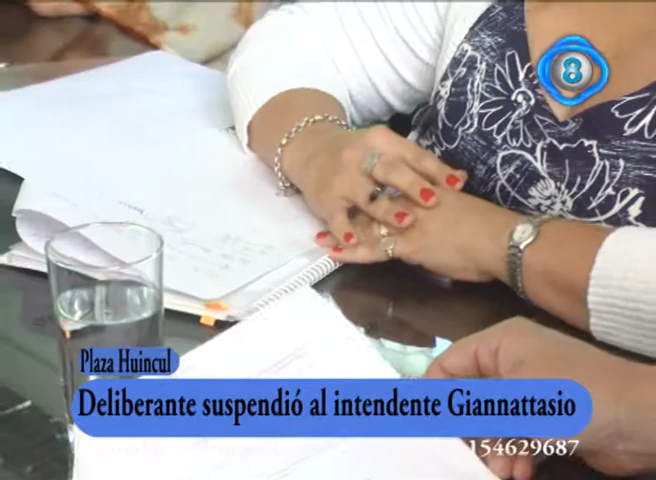 8
Plaza Huincul
Deliberante suspendió al intendente Giannattasio
154629687